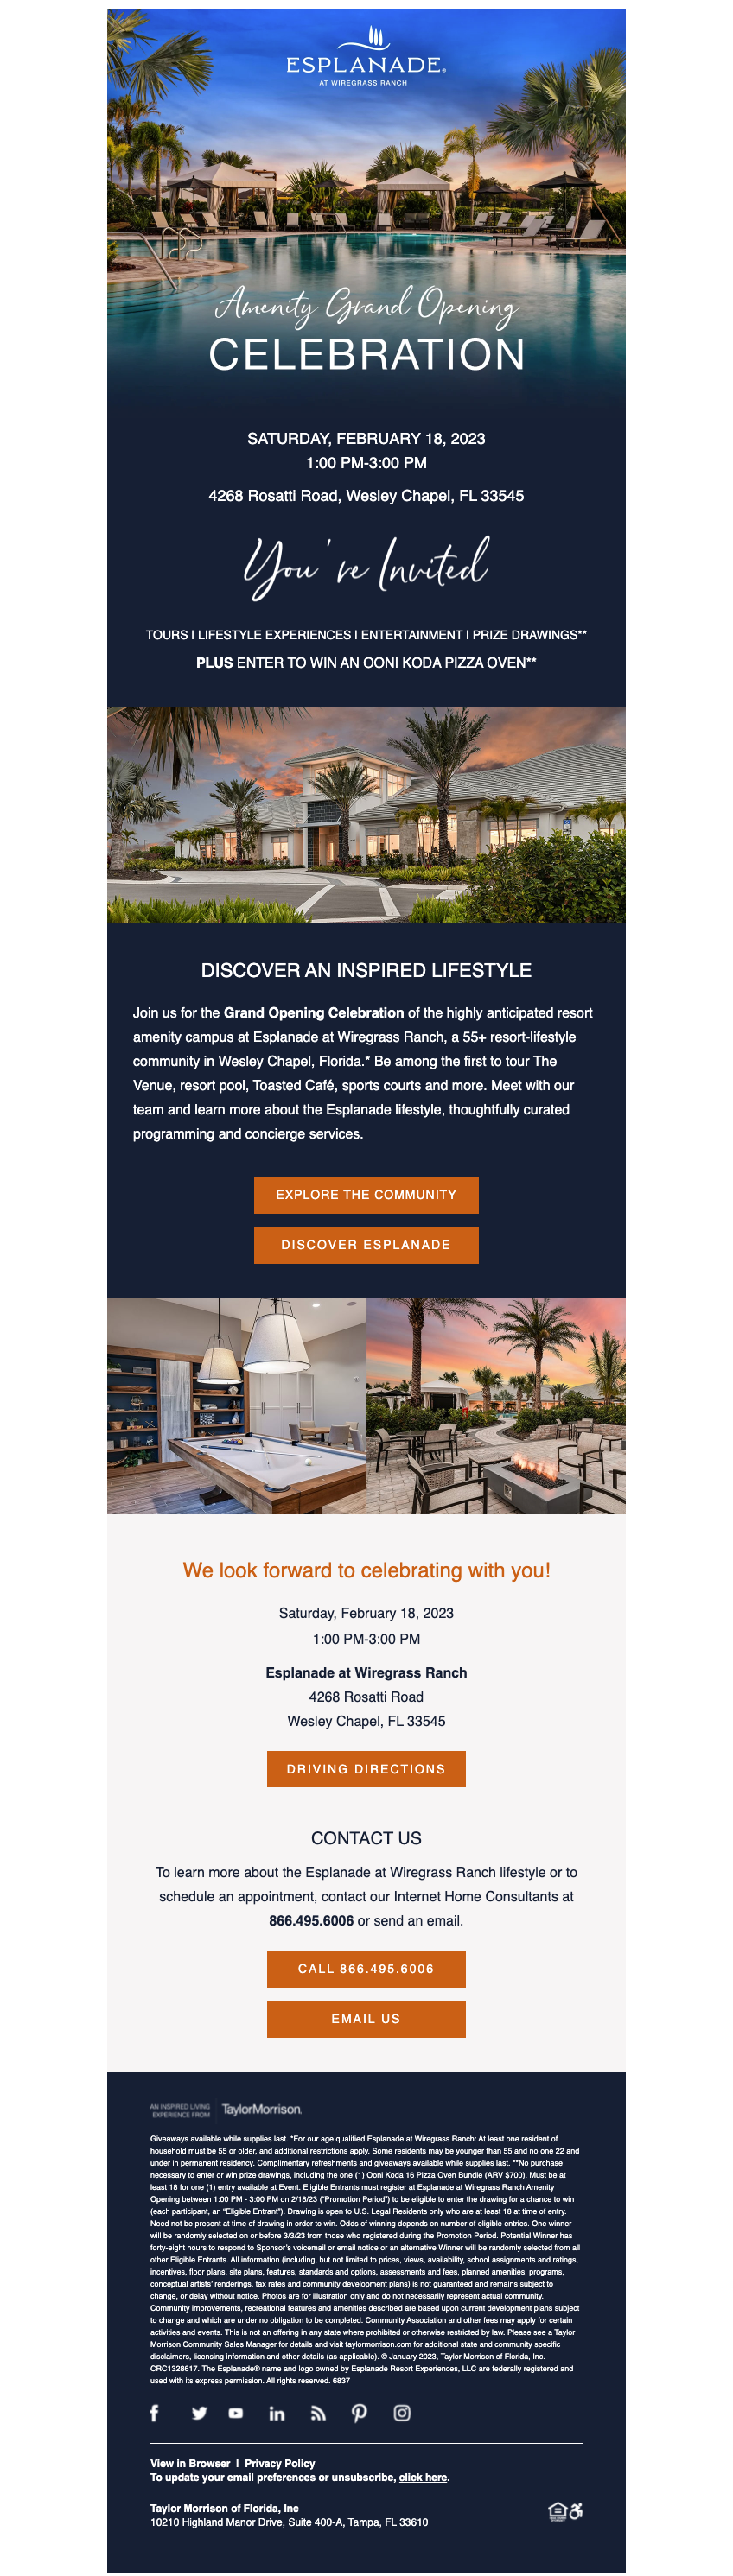 ESPLANADE®
AT WIREGRASS RANCH
Amenity Grand Opening
CELEBRATION
SATURDAY, FEBRUARY 18, 2023
1:00 PM-3:00 PM
4268 Rosatti Road, Wesley Chapel, FL 33545
You're Invited
TOURS | LIFESTYLE EXPERIENCES | ENTERTAINMENT | PRIZE DRAWINGS**
PLUS ENTER TO WIN AN OONI KODA PIZZA OVEN**
DISCOVER AN INSPIRED LIFESTYLE
Join us for the Grand Opening Celebration of the highly anticipated resort
amenity campus at Esplanade at Wiregrass Ranch, a 55+ resort-lifestyle
community in Wesley Chapel, Florida.* Be among the first to tour The
Venue, resort pool, Toasted Café, sports courts and more. Meet with our
team and learn more about the Esplanade lifestyle, thoughtfully curated
programming and concierge services.
EXPLORE THE COMMUNITY
DISCOVER ESPLANADE
We look forward to celebrating with you!
Saturday, February 18, 2023
1:00 PM-3:00 PM
Esplanade at Wiregrass Ranch
4268 Rosatti Road
Wesley Chapel, FL 33545
DRIVING DIRECTIONS
CONTACT US
To learn more about the Esplanade at Wiregrass Ranch lifestyle or to
schedule an appointment, contact our Internet Home Consultants at
866.495.6006 or send an email.
CALL 866.495.6006
EMAIL US
AN INSPIRED LIVING
EXPERIENCE FROM
TaylorMorrison.
Giveaways available while supplies last. *For our age qualified Esplanade at Wiregrass Ranch: At least one resident of
household must be 55 or older, and additional restrictions apply. Some residents may be younger than 55 and no one 22 and
under in permanent residency. Complimentary refreshments and giveaways available while supplies last. **No purchase
necessary to enter or win prize drawings, including the one (1) Ooni Koda 16 Pizza Oven Bundle (ARV $700). Must be at
least 18 for one (1) entry available at Event. Eligible Entrants must register at Esplanade at Wiregrass Ranch Amenity
Opening between 1:00 PM - 3:00 PM on 2/18/23 ("Promotion Period") to be eligible to enter the drawing for a chance to win
(each participant, an "Eligible Entrant"). Drawing is open to U.S. Legal Residents only who are at least 18 at time of entry.
Need not be present at time of drawing in order to win. Odds of winning depends on number of eligible entries. One winner
will be randomly selected on or before 3/3/23 from those who registered during the Promotion Period. Potential Winner has
forty-eight hours to respond to Sponsor's voicemail or email notice or an alternative Winner will be randomly selected from all
other Eligible Entrants. All information (including, but not limited to prices, views, availability, school assignments and ratings,
incentives, floor plans, site plans, features, standards and options, assessments and fees, planned amenities, programs,
conceptual artists' renderings, tax rates and community development plans) is not guaranteed and remains subject to
change, or delay without notice. Photos are for illustration only and do not necessarily represent actual community.
Community improvements, recreational features and amenities described are based upon current development plans subject
to change and which are under no obligation to be completed. Community Association and other fees may apply for certain
activities and events. This is not an offering in any state where prohibited or otherwise restricted by law. Please see a Taylor
Morrison Community Sales Manager for details and visit taylormorrison.com for additional state and community specific
disclaimers, licensing information and other details (as applicable). © January 2023, Taylor Morrison of Florida, Inc.
CRC1328617. The Esplanade® name and logo owned by Esplanade Resort Experiences, LLC are federally registered and
used with its express permission. All rights reserved. 6837
View in Browser | Privacy Policy
To update your email preferences or unsubscribe, click here.
Taylor Morrison of Florida, Inc
10210 Highland Manor Drive, Suite 400-A, Tampa, FL 33610